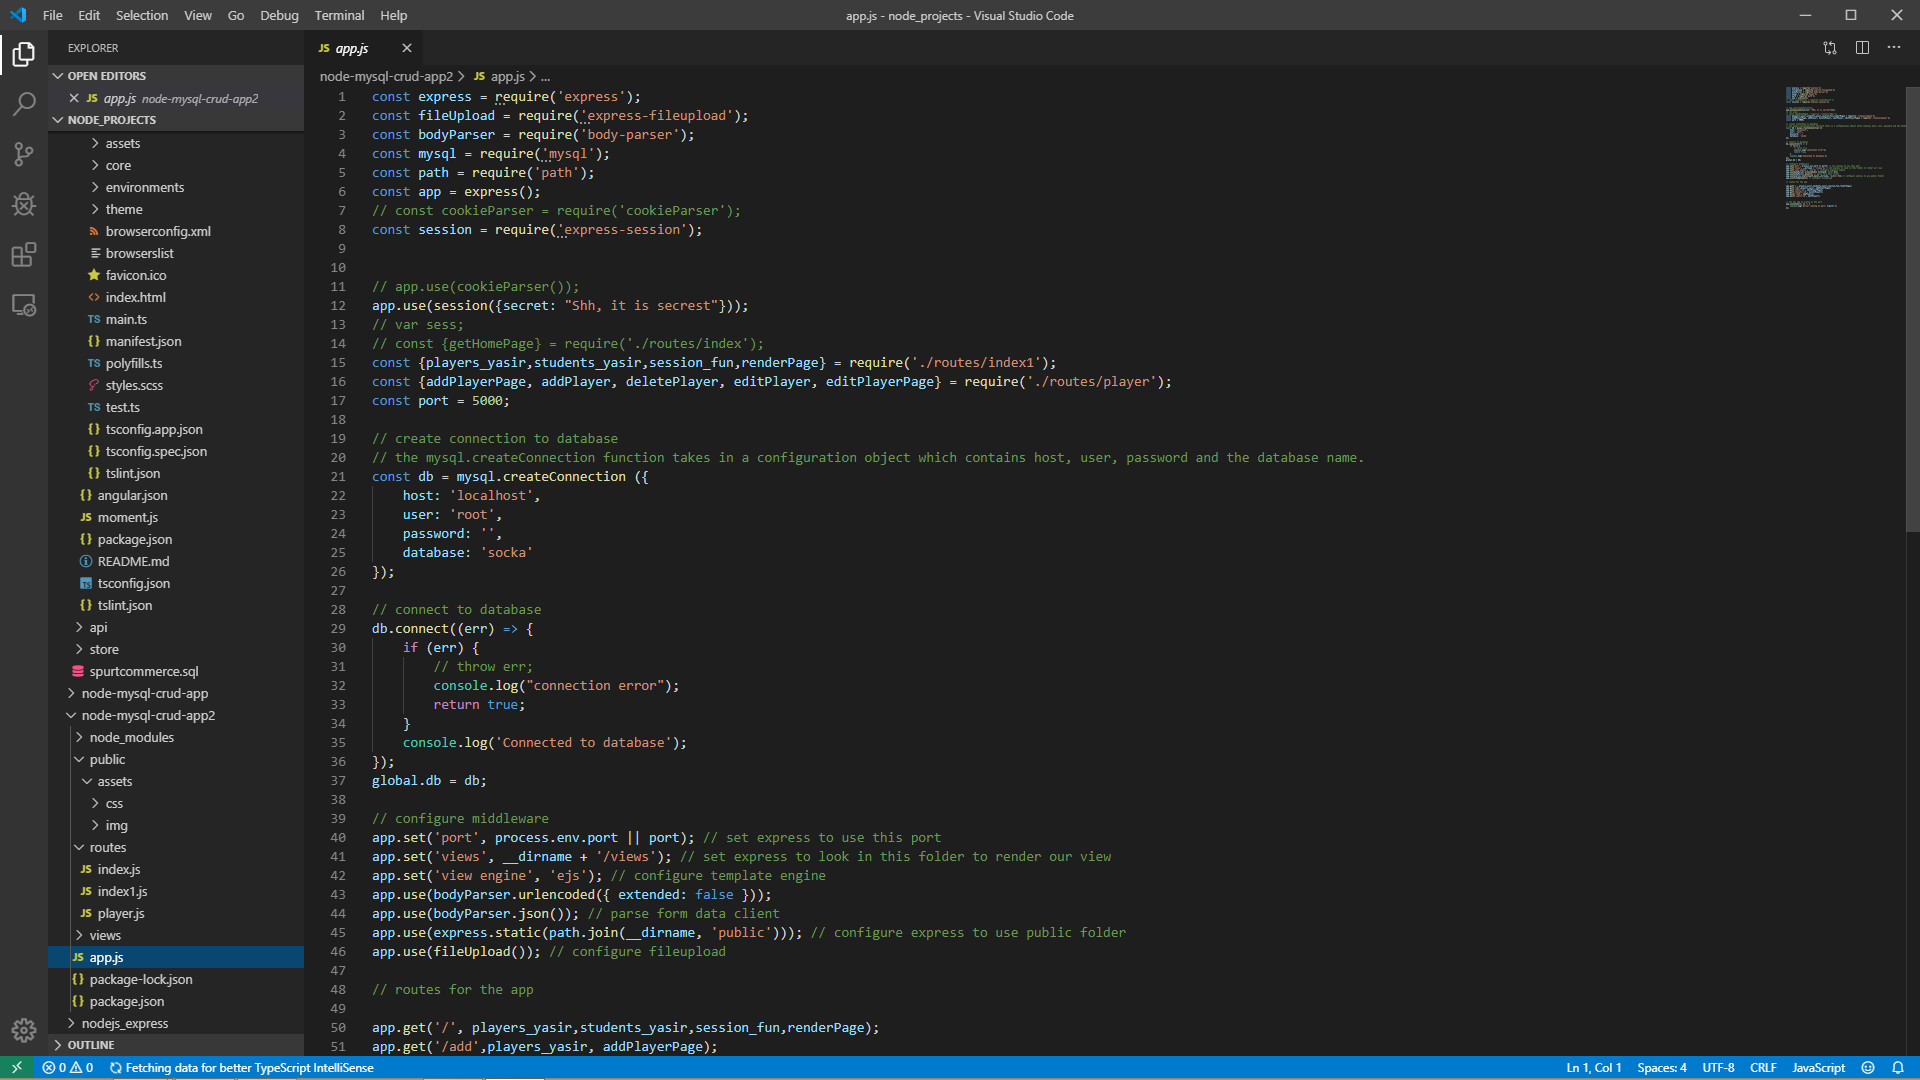 File Edit Selection View Go Debug Terminal Help
app.js - node_projects - Visual Studio Code
EXPLORER
OPEN EDITORS
JS app.js node-mysql-crud-app2
NODE_PROJECTS
assets
core
environments
theme
browserconfig.xml
browserslist
favicon.ico
<> index.html
TS main.ts
{} manifest.json
TS polyfills.ts
styles.scss
TS test.ts
{} tsconfig.app.json
{} tsconfig.spec.json
{} tslint.json
{} angular.json
JS moment.js
{} package.json
README.md
TS tsconfig.json
{} tslint.json
api
store
spurtcommerce.sql
node-mysql-crud-app
node-mysql-crud-app2
node_modules
public
assets
css
img
routes
JS index.js
JS index1.js
JS player.js
views
JS app.js
{} package-lock.json
{} package.json
nodejs_express
OUTLINE
JS app.js
node-mysql-crud-app2 > JS app.js > ...
1 const express = require('express');
2 const fileUpload = require('express-fileupload');
3 const bodyParser = require('body-parser');
4 const mysql = require('mysql');
5 const path = require('path');
6 const app = express();
7 // const cookieParser = require('cookieParser');
8 const session = require('express-session');
9
10
11 // app.use(cookieParser());
12 app.use(session({secret: "Shh, it is secrest"}));
13 // var sess;
14 // const {getHomePage} = require('./routes/index');
15 const {players_yasir,students_yasir,session_fun,renderPage} = require('./routes/index1');
16 const {addPlayerPage, addPlayer, deletePlayer, editPlayer, editPlayerPage} = require('./routes/player');
17 const port = 5000;
18
19 // create connection to database
20 // the mysql.createConnection function takes in a configuration object which contains host, user, password and the database name.
21 const db = mysql.createConnection ({
22 host: 'localhost',
23 user: 'root',
24 password: '',
25 database: 'socka'
26 });
27
28 // connect to database
29 db.connect((err) => {
30 if (err) {
31 // throw err;
32 console.log("connection error");
33 return true;
34 }
35 console.log('Connected to database');
36 });
37 global.db = db;
38
39 // configure middleware
40 app.set('port', process.env.port || port); // set express to use this port
41 app.set('views', __dirname + '/views'); // set express to look in this folder to render our view
42 app.set('view engine', 'ejs'); // configure template engine
43 app.use(bodyParser.urlencoded({ extended: false }));
44 app.use(bodyParser.json()); // parse form data client
45 app.use(express.static(path.join(__dirname, 'public'))); // configure express to use public folder
46 app.use(fileUpload()); // configure fileupload
47
48 // routes for the app
49
50 app.get('/', players_yasir,students_yasir,session_fun,renderPage);
51 app.get('/add',players_yasir, addPlayerPage);
0 0 Fetching data for better TypeScript IntelliSense
Ln 1, Col 1 Spaces: 4 UTF-8 CRLF JavaScript